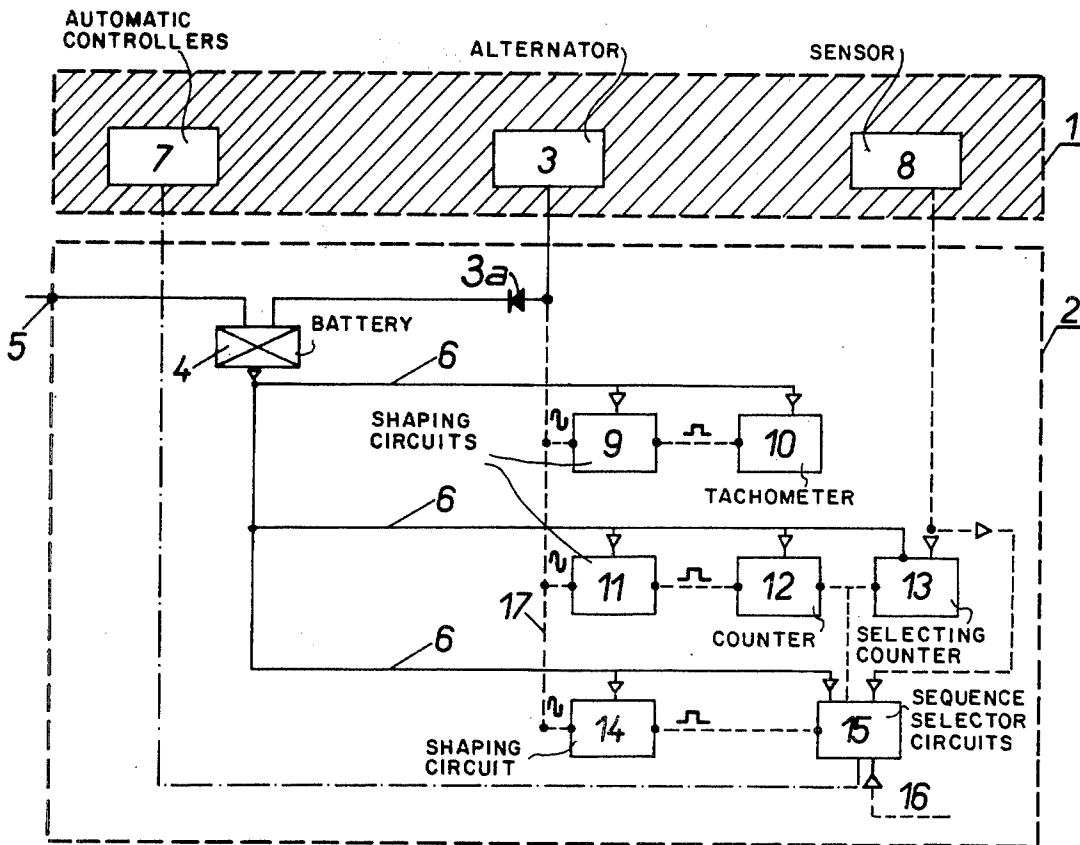 AUTOMATIC
CONTROLLERS
ALTERNATOR
SENSOR
7
3
8
1
3a
2
5
4
BATTERY
6
SHAPING
CIRCUITS
9
10
TACHOMETER
6
11
12
13
17
COUNTER
SELECTING
COUNTER
6
14
15
SEQUENCE
SELECTOR
CIRCUITS
SHAPING
CIRCUIT
16